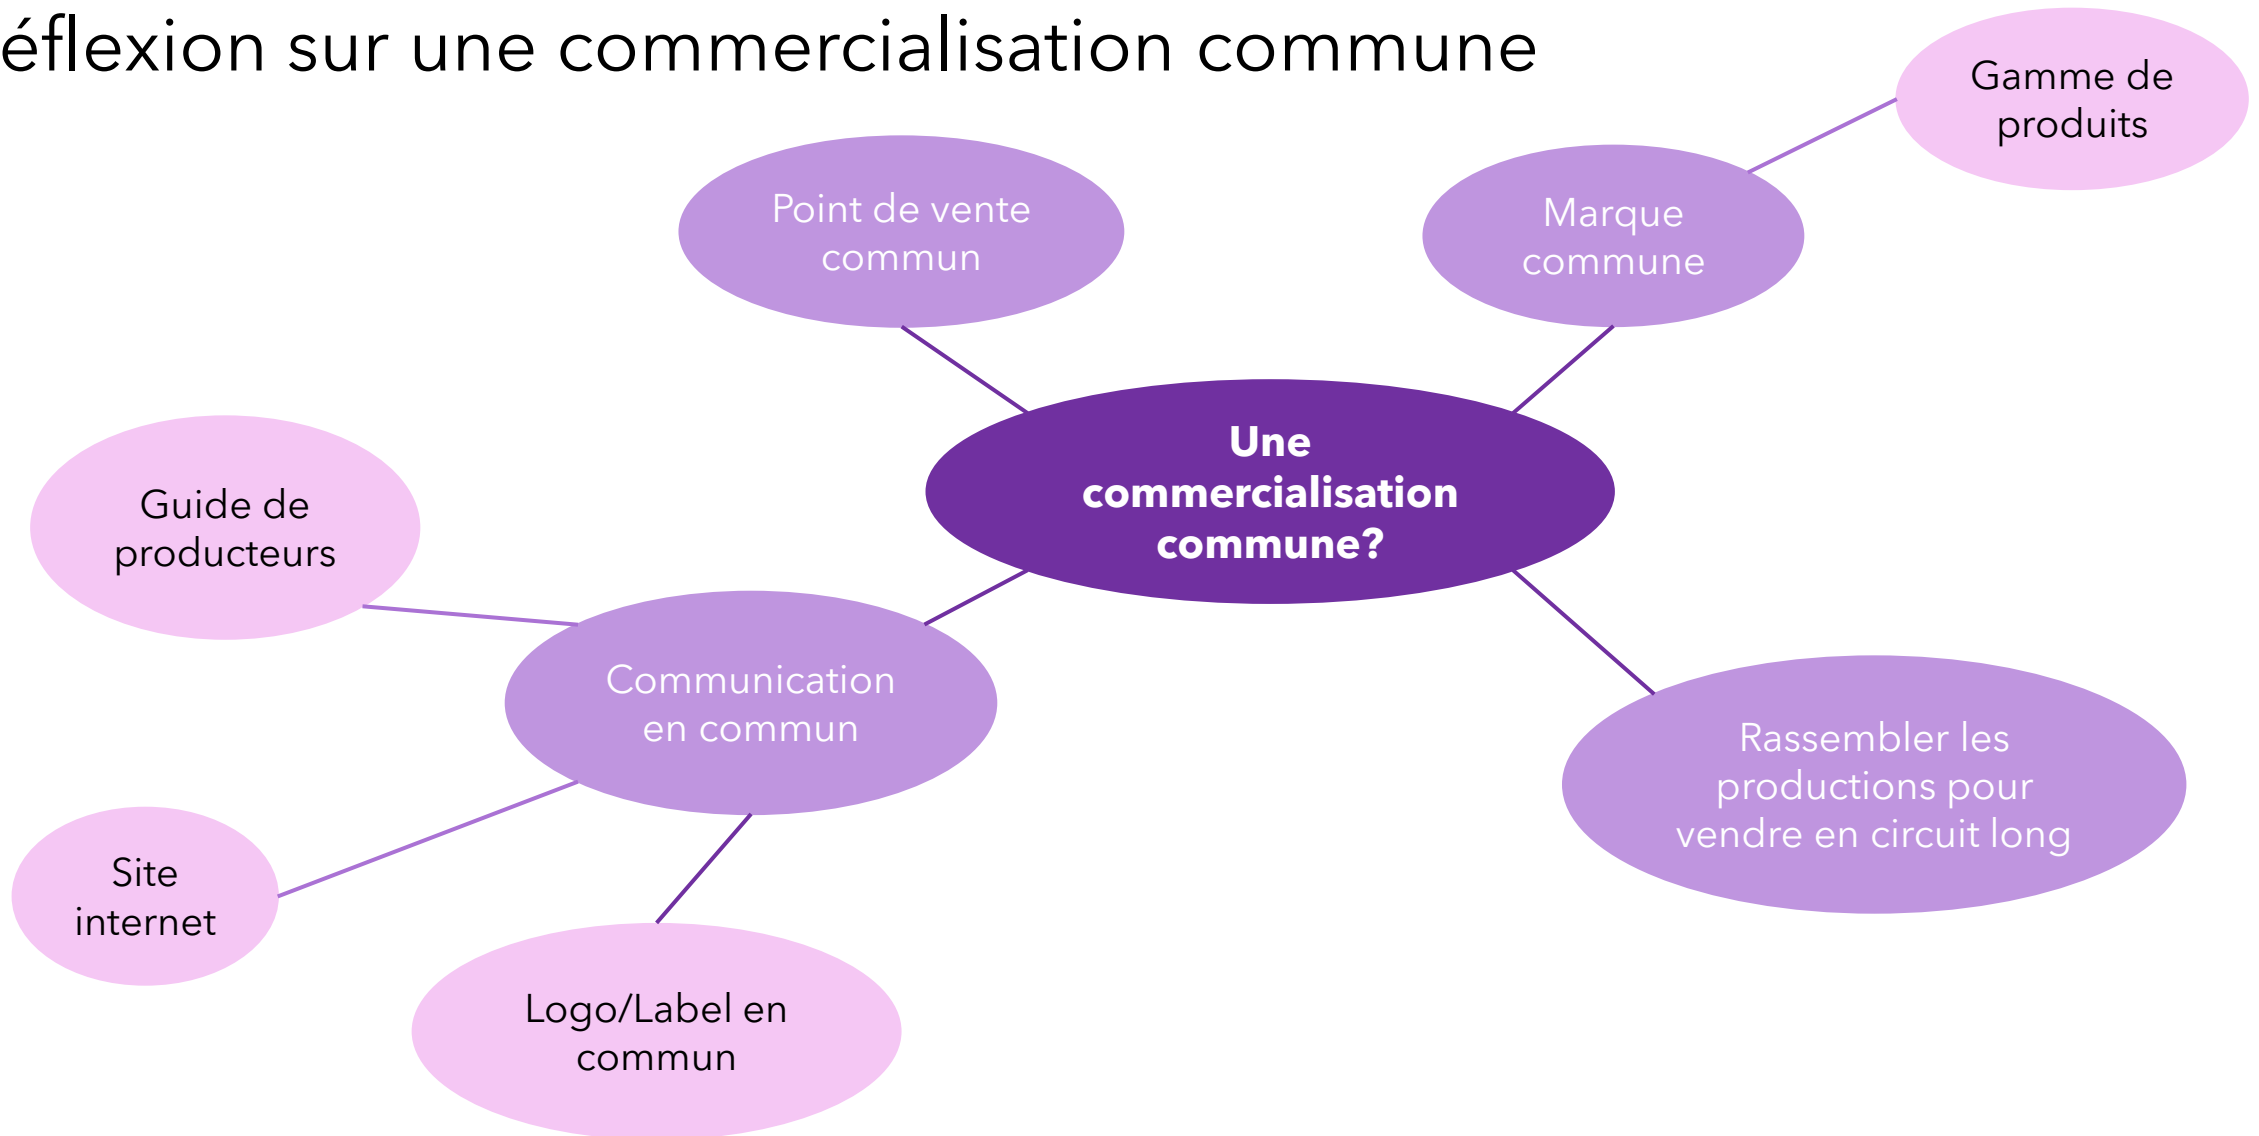 éflexion sur une commercialisation commune
Gamme de
produits
Point de vente
commun
Marque
commune
Une
commercialisation
commune?
Guide de
producteurs
Communication
en commun
Rassembler les
productions pour
vendre en circuit long
Site
internet
Logo/Label en
commun